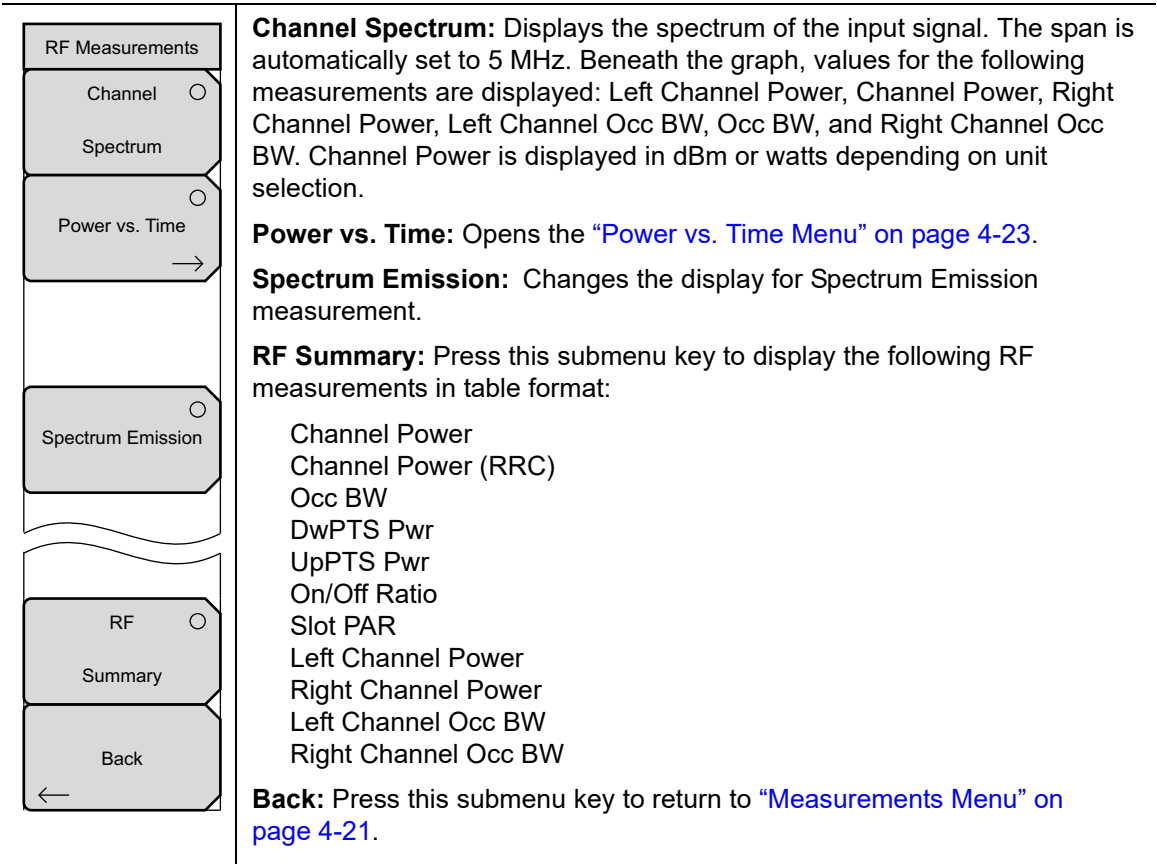 RF Measurements
Channel
Spectrum
Power vs. Time
Spectrum Emission
RF
Summary
Back
Channel Spectrum: Displays the spectrum of the input signal. The span is
automatically set to 5 MHz. Beneath the graph, values for the following
measurements are displayed: Left Channel Power, Channel Power, Right
Channel Power, Left Channel Occ BW, Occ BW, and Right Channel Occ
BW. Channel Power is displayed in dBm or watts depending on unit
selection.
Power vs. Time: Opens the “Power vs. Time Menu” on page 4-23.
Spectrum Emission: Changes the display for Spectrum Emission
measurement.
RF Summary: Press this submenu key to display the following RF
measurements in table format:
Channel Power
Channel Power (RRC)
Occ BW
DwPTS Pwr
UpPTS Pwr
On/Off Ratio
Slot PAR
Left Channel Power
Right Channel Power
Left Channel Occ BW
Right Channel Occ BW
Back: Press this submenu key to return to “Measurements Menu” on
page 4-21.